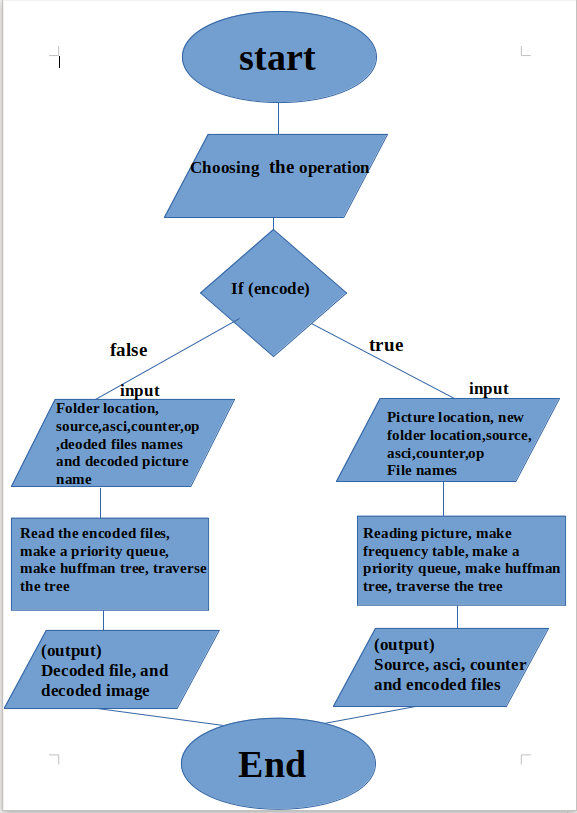 start
Choosing the operation
If (encode)
false
true
input
Folder location,
source,asci,counter,op
,deoded files names
and decoded picture
name
input
Picture location, new
folder location,source,
asci,counter,op
File names
Read the encoded files,
make a priority queue,
make huffman tree, traverse
the tree
Reading picture, make
frequency table, make a
priority queue, make huffman
tree, traverse the tree
(output)
Decoded file, and
decoded image
(output)
Source, asci, counter
and encoded files
End